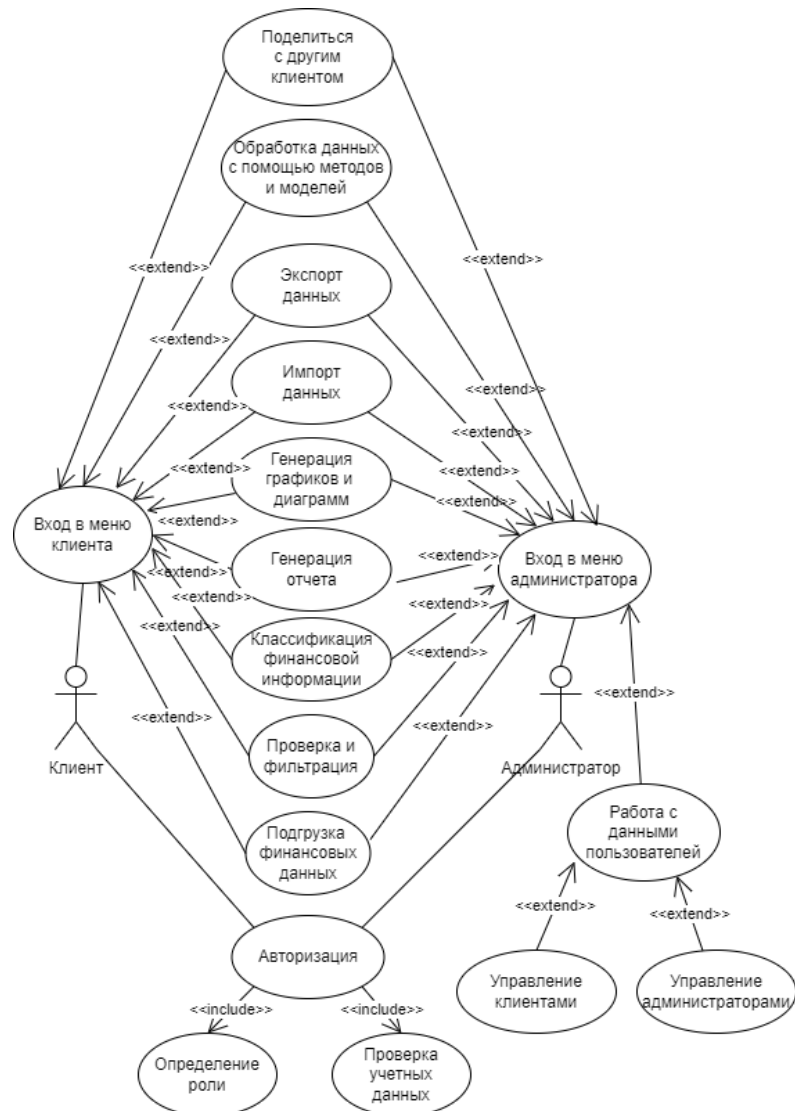 Поделиться
с другим
клиентом
Обработка данных
с помощью методов
и моделей
<<extend>>
<<extend>>
Экспорт
данных
<<extend>>
Импорт
данных
<<extend>>
<<extend>>
<<extend>>
<<extend>>
Генерация
графиков и
диаграмм
<<extend>>
<<extend>>
<<extend>>
Вход в меню
клиента
<<extend>>
Генерация
отчета
<<extend>>
Вход в меню
администратора
<<extend>>
<<extend>>
<<extend>>
Классификация
финансовой
информации
<<extend>>
<<extend>>
<<extend>>
<<extend>>
<<extend>>
Клиент
Проверка и
фильтрация
Администратор
Подгрузка
финансовых
данных
Работа с
данными
пользователей
<<extend>>
<<extend>>
Авторизация
Управление
клиентами
Управление
администраторами
<<include>>
<<include>>
Определение
роли
Проверка
учетных
данных